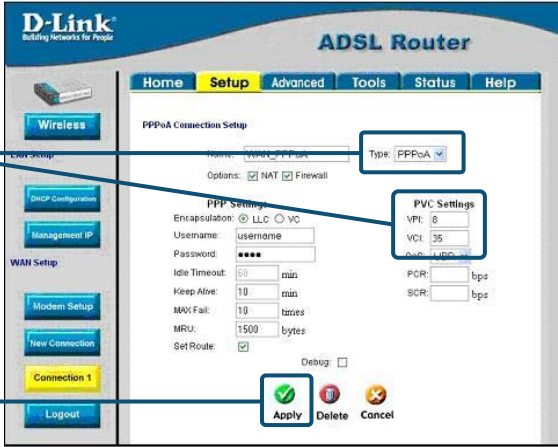 D-Link
Building Networks for People
ADSL Router
Home Setup Advanced Tools Status Help
Wireless
LAN Setup
DHCP Configuration
Management IP
WAN Setup
Modem Setup
New Connection
Connection 1
Logout
PPPoA Connection Setup
Name: WAN_PPPoA Type: PPPoA
Options: NAT Firewall
PPP Settings
Encapsulation: LLC VC
Username: username
Password: ••••
Idle Timeout: 60 min
Keep Alive: 10 min
MAX Fail: 10 times
MRU: 1500 bytes
Set Route:
Debug:
PVC Settings
VPI: 8
VCI: 35
QoS: UBR
PCR: bps
SCR: bps
Apply Delete Cancel